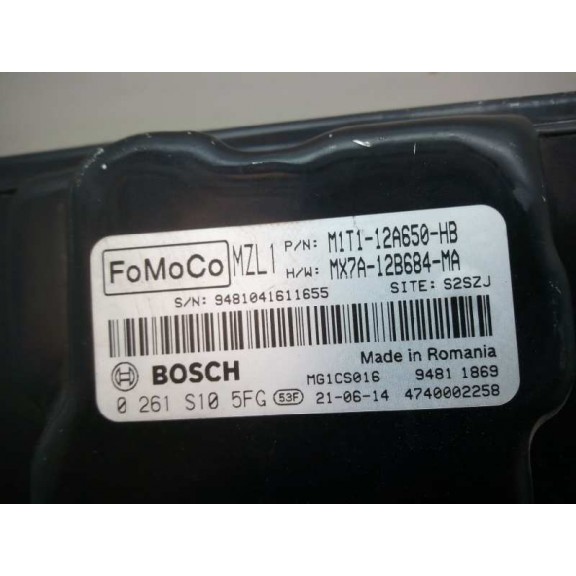 FoMoCo MZL1 P/N: M1T1-12A650-HB
H/W: MX7A-12B684-MA
S/N: 9481041611655 SITE: S2SZJ
BOSCH Made in Romania
MG1CS016 9481 1869
0 261 S10 5FG 53F 21-06-14 4740002258